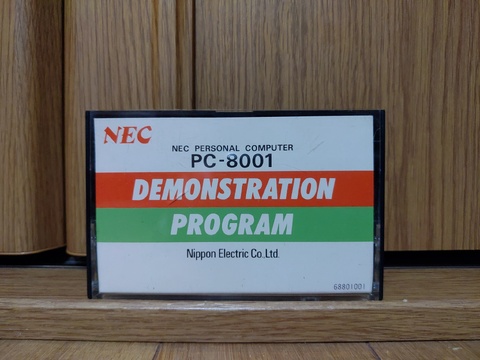 NEC
NEC PERSONAL COMPUTER
PC-8001
DEMONSTRATION
PROGRAM
Nippon Electric Co.Ltd.
68801001